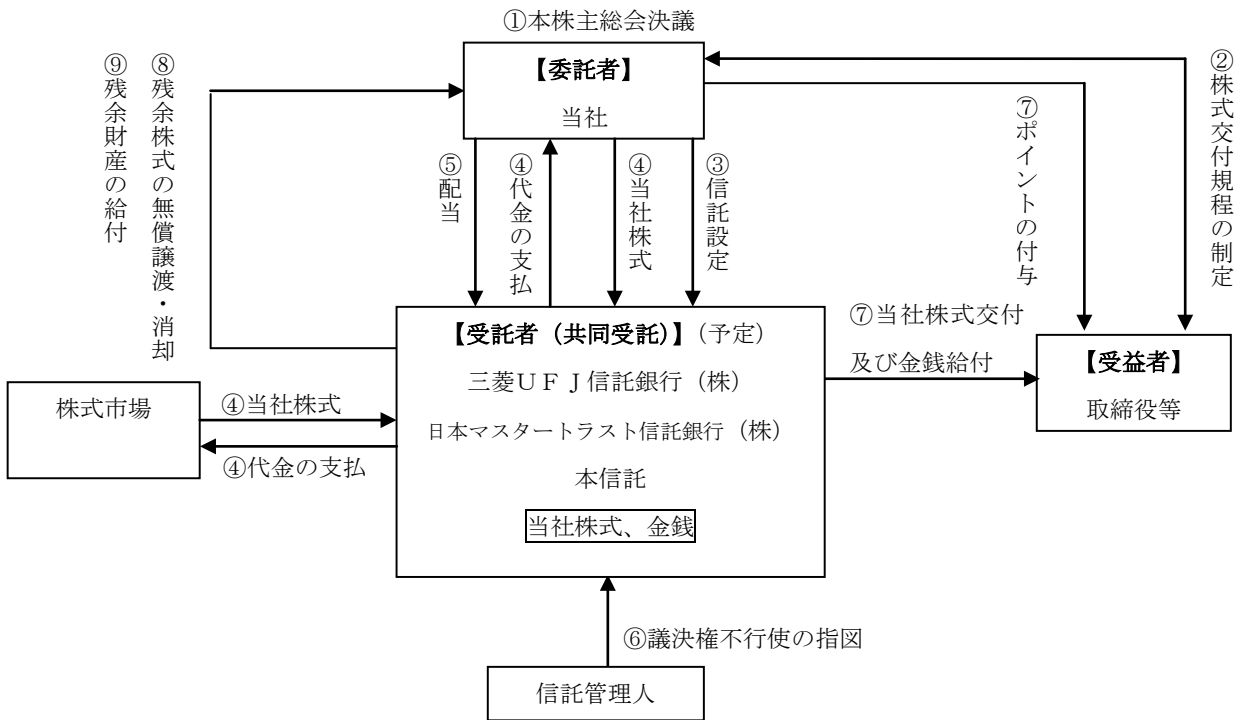 ①本株主総会決議
【委託者】
当社
⑨残余財産の給付
⑧残余株式の無償譲渡・消却
⑤配当
④代金の支払
④当社株式
③信託設定
⑦ポイントの付与
②株式交付規程の制定
【受託者（共同受託）】（予定）
三菱ＵＦＪ信託銀行（株）
日本マスタートラスト信託銀行（株）
本信託
当社株式、金銭
⑦当社株式交付
及び金銭給付
【受益者】
取締役等
株式市場
④当社株式
④代金の支払
⑥議決権不行使の指図
信託管理人